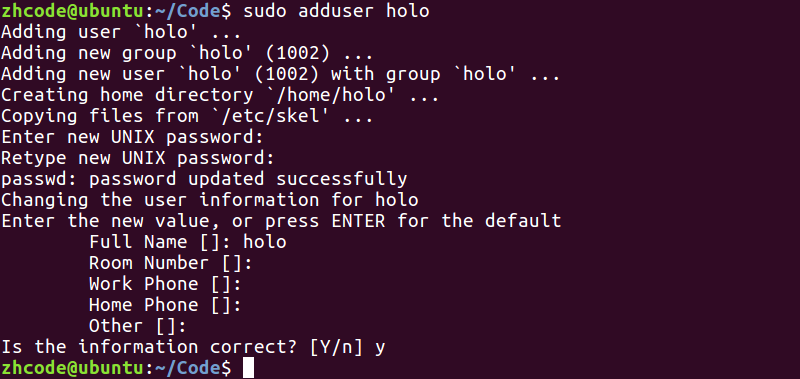 zhcode@ubuntu:~/Code$ sudo adduser holo
Adding user `holo' ...
Adding new group `holo' (1002) ...
Adding new user `holo' (1002) with group `holo' ...
Creating home directory `/home/holo' ...
Copying files from `/etc/skel' ...
Enter new UNIX password:
Retype new UNIX password:
passwd: password updated successfully
Changing the user information for holo
Enter the new value, or press ENTER for the default
        Full Name []: holo
        Room Number []:
        Work Phone []:
        Home Phone []:
        Other []:
Is the information correct? [Y/n] y
zhcode@ubuntu:~/Code$